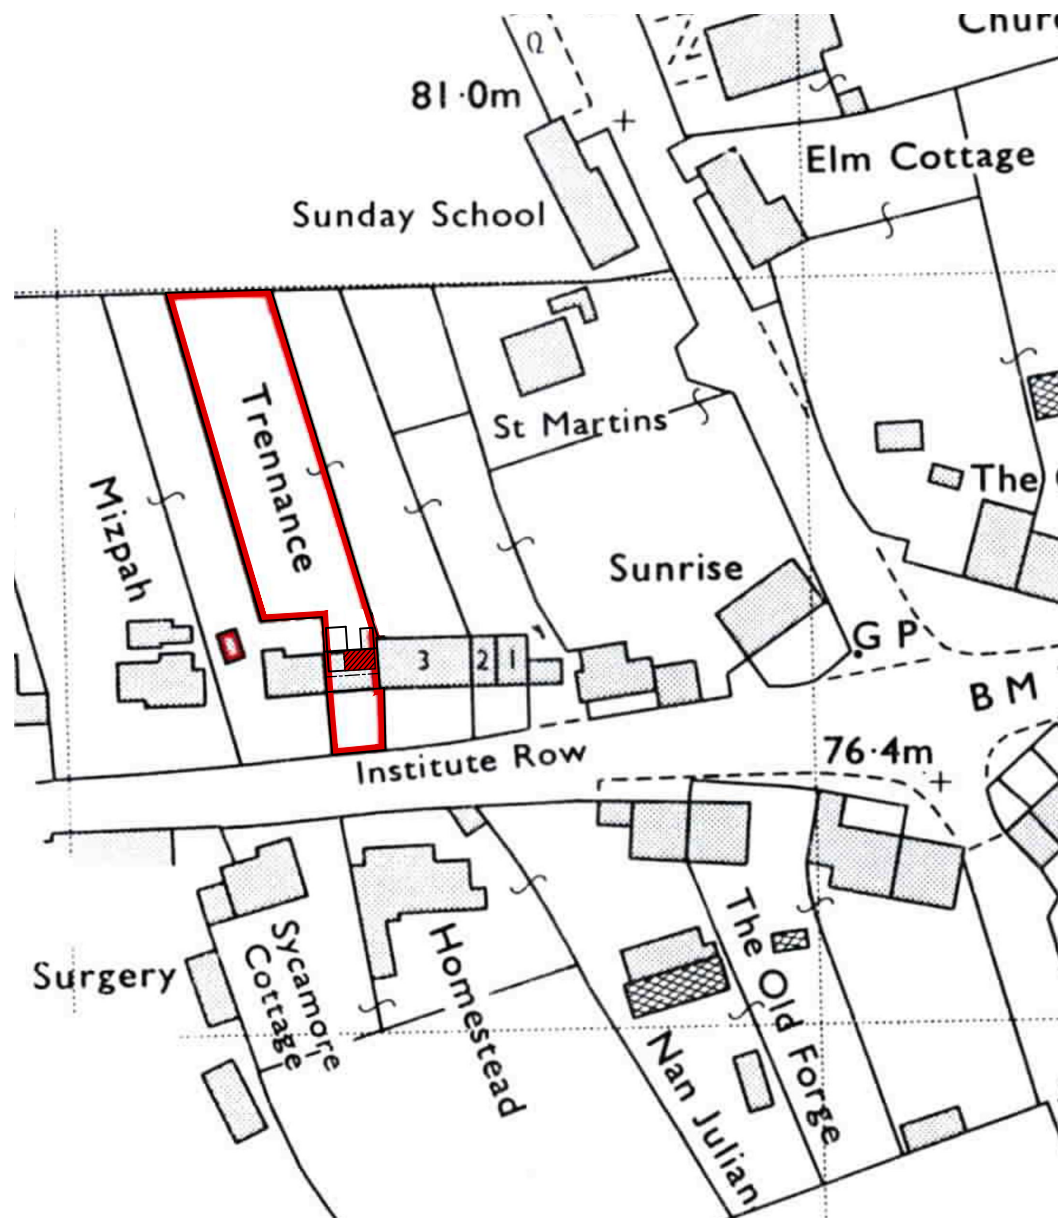 81·0m
Elm Cottage
Sunday School
Trennance
St Martins
Mizpah
The
Sunrise
G P
3
2
1
B M
76·4m
Institute Row
Surgery
Sycamore
Cottage
Homestead
The Old Forge
Nan Julian